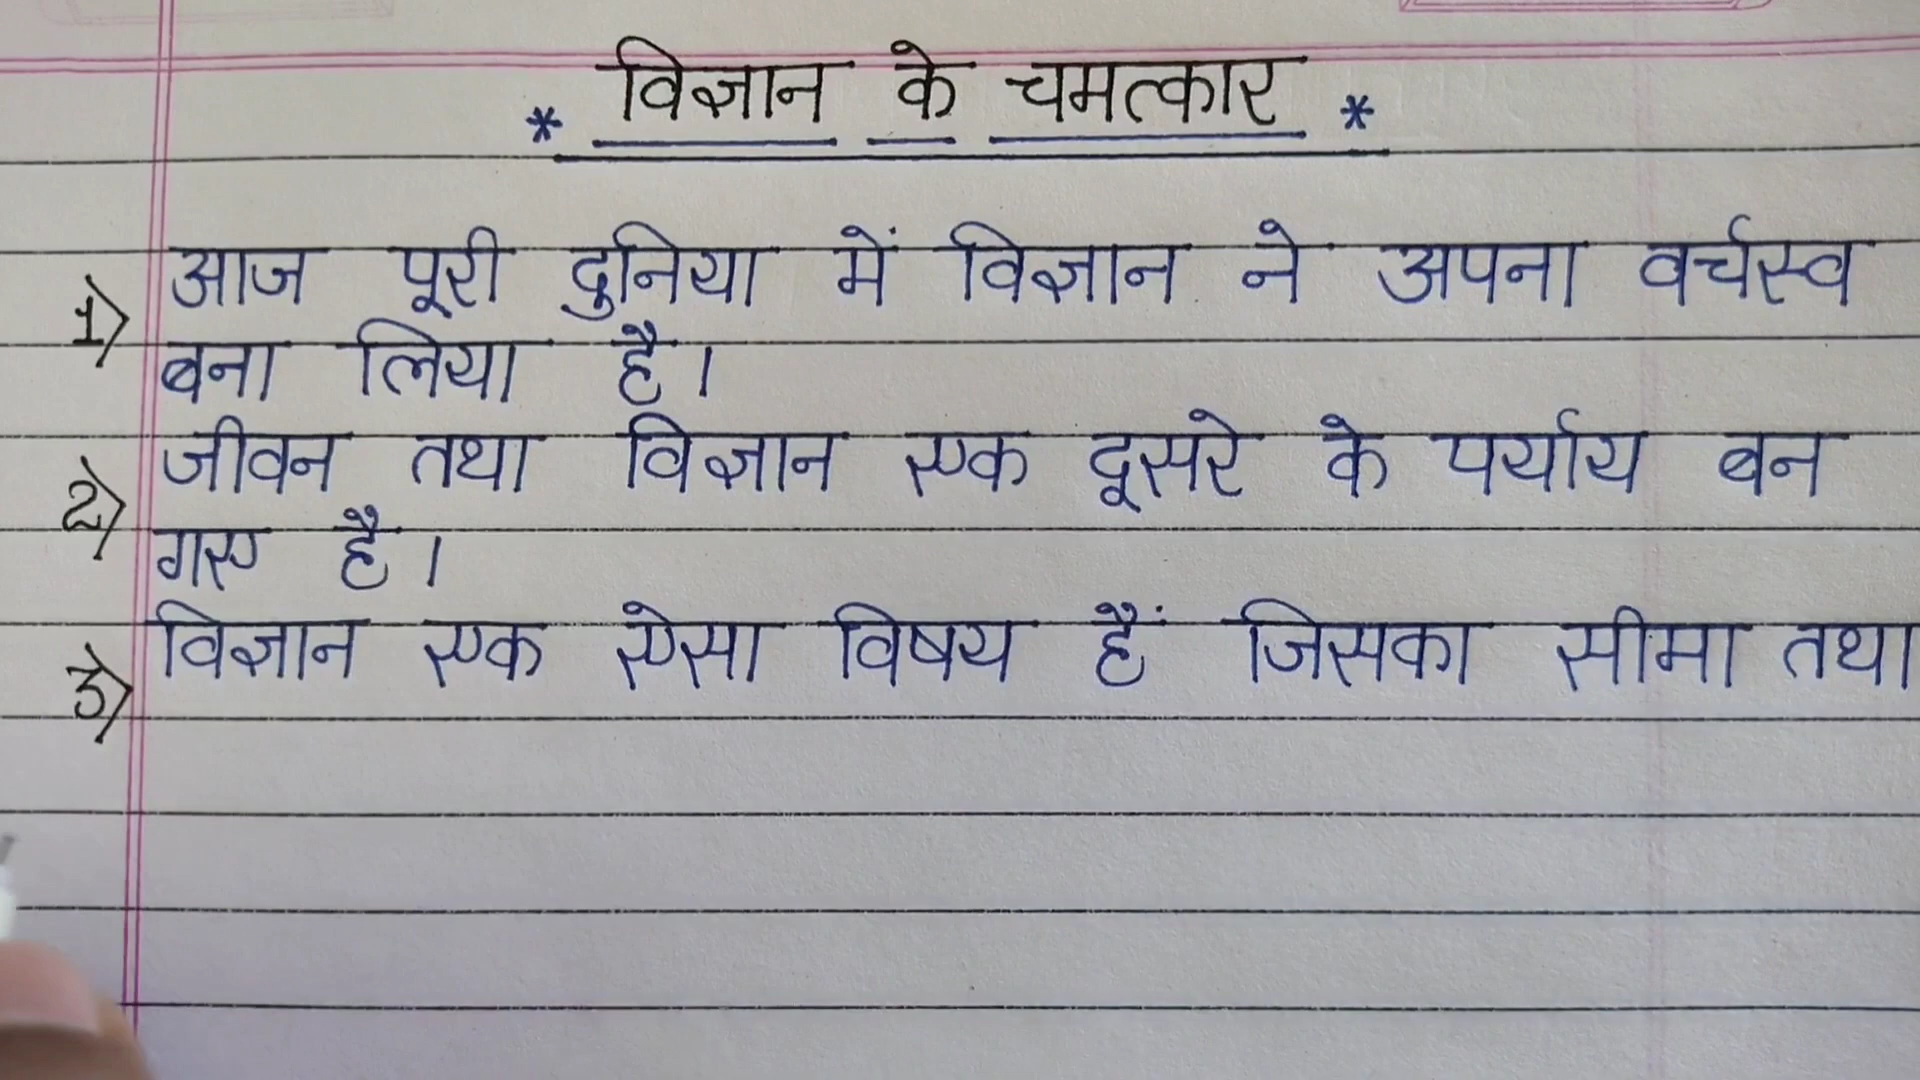 * विज्ञान के चमत्कार *
1) आज पूरी दुनिया में विज्ञान ने अपना वर्चस्व
बना लिया है।
2) जीवन तथा विज्ञान एक दूसरे के पर्याय बन
गए है।
3) विज्ञान एक ऐसा विषय हैं जिसका सीमा तथा